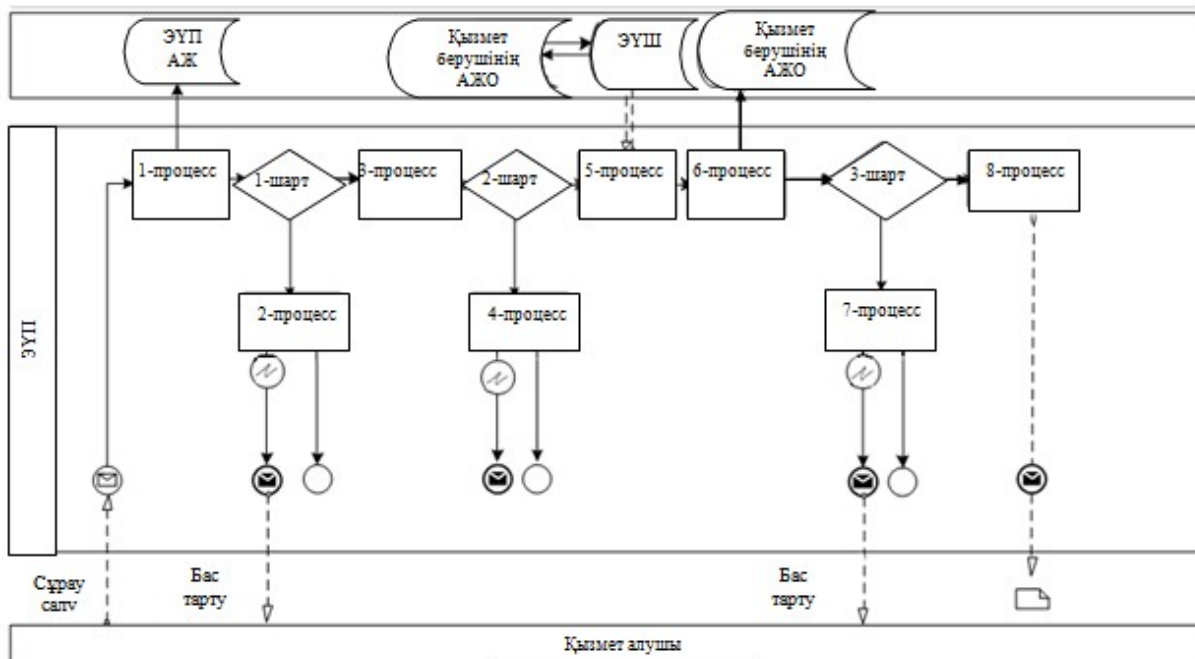 ЭҮП
АЖ
Қызмет
берушінің
АЖО
ЭҮШ
Қызмет
берушінің
АЖО
1-процесс
1-шарт
3-процесс
2-шарт
5-процесс
6-процесс
3-шарт
8-процесс
2-процесс
4-процесс
7-процесс
ЭҮП
Сұрау
салу
Бас
тарту
Бас
тарту
Қызмет алушы